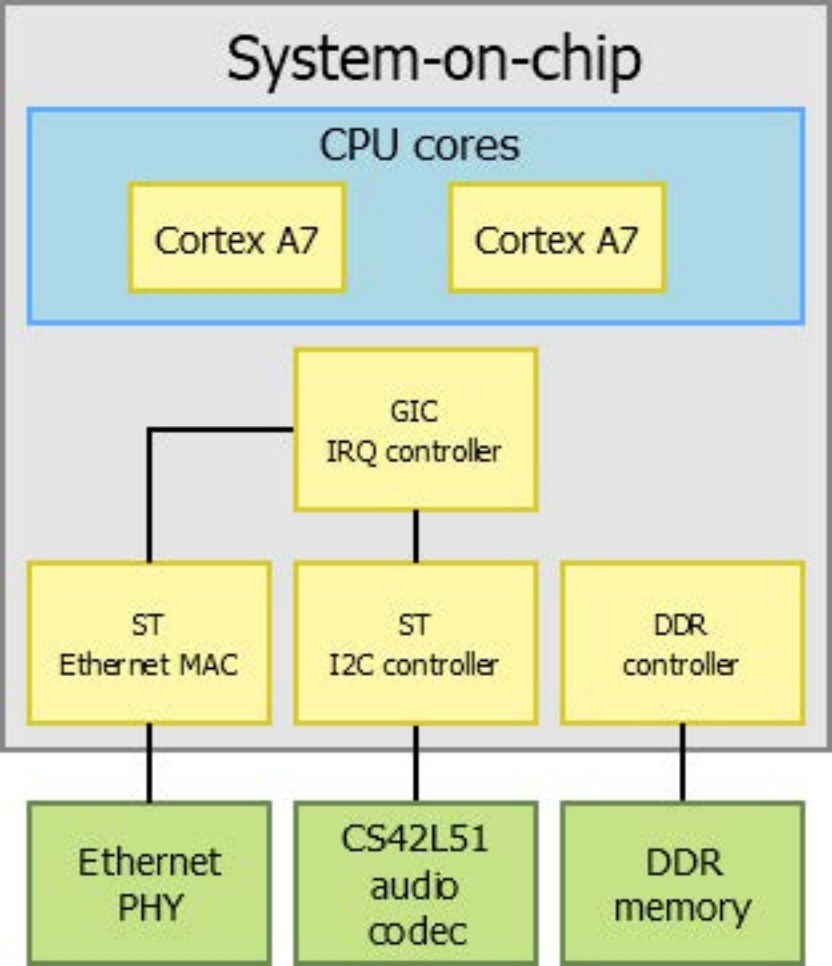 System-on-chip
CPU cores
Cortex A7
Cortex A7
GIC
IRQ controller
ST
Ethernet MAC
ST
I2C controller
DDR
controller
Ethernet
PHY
CS42L51
audio
codec
DDR
memory